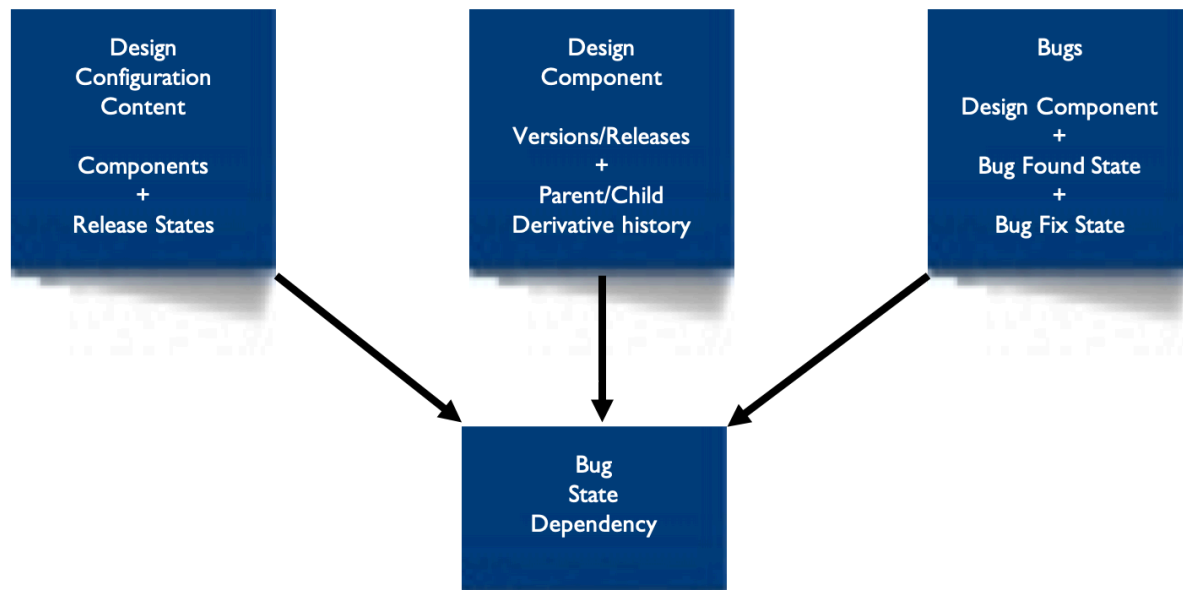 Design
Configuration
Content
Components
+
Release States
Design
Component
Versions/Releases
+
Parent/Child
Derivative history
Bugs
Design Component
+
Bug Found State
+
Bug Fix State
Bug
State
Dependency